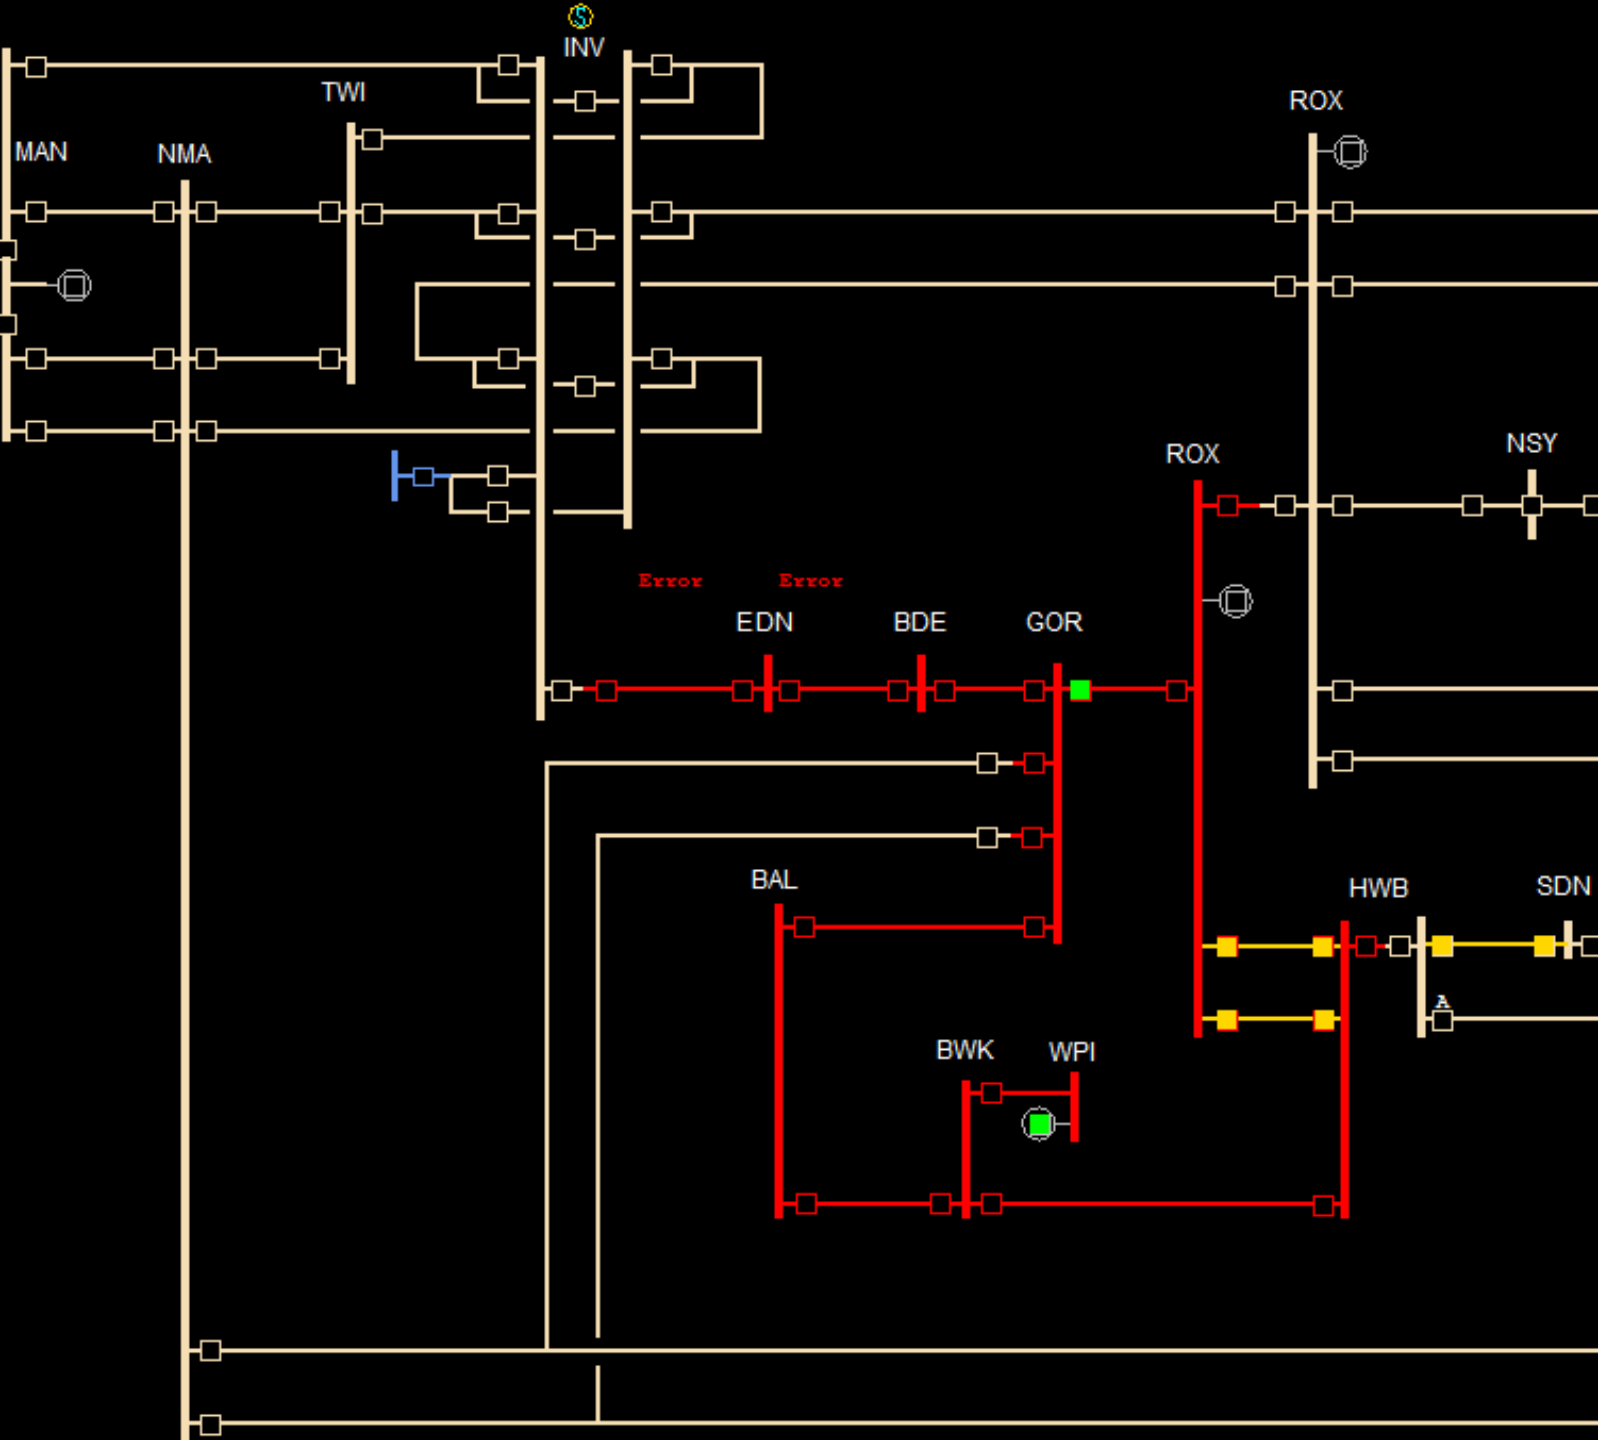 S
INV
TWI
ROX
MAN
NMA
NSY
ROX
Error
Error
EDN
BDE
GOR
BAL
HWB
SDN
A
BWK
WPI